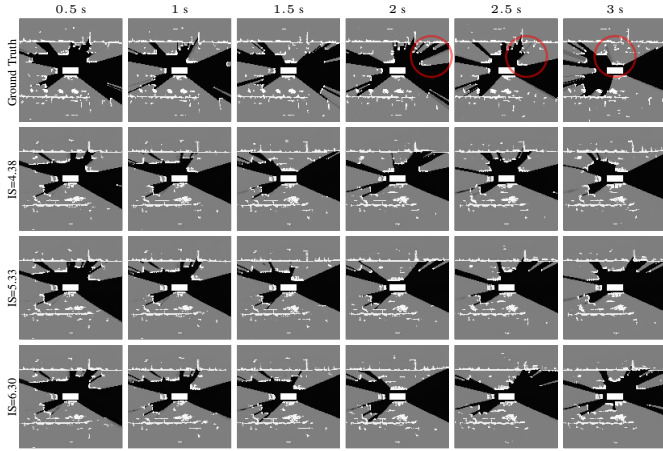 0.5 s 1 s 1.5 s 2 s 2.5 s 3 s
Ground Truth
IS=4.38
IS=5.33
IS=6.30